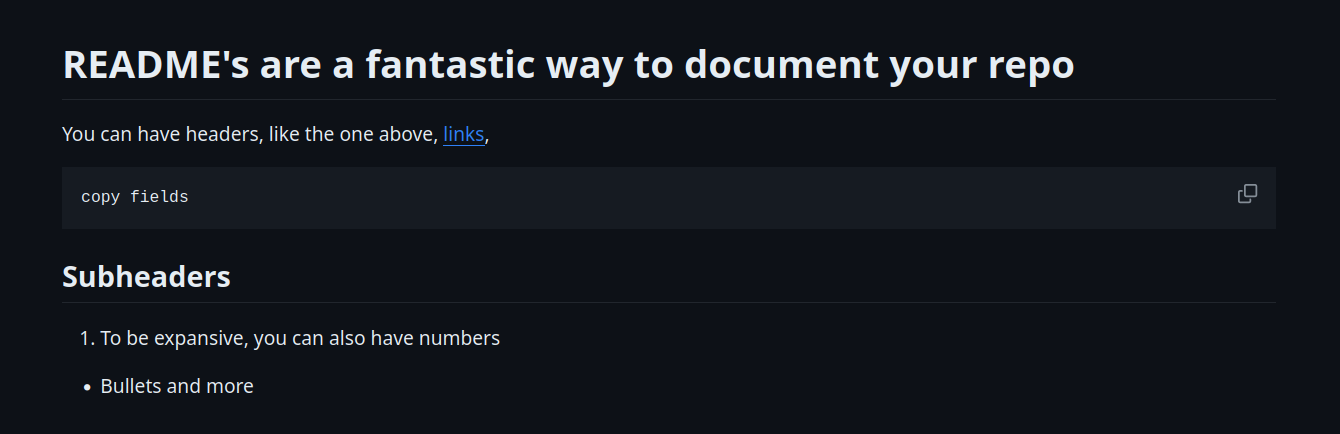 README's are a fantastic way to document your repo
You can have headers, like the one above, links,
copy fields
Subheaders
1. To be expansive, you can also have numbers
• Bullets and more